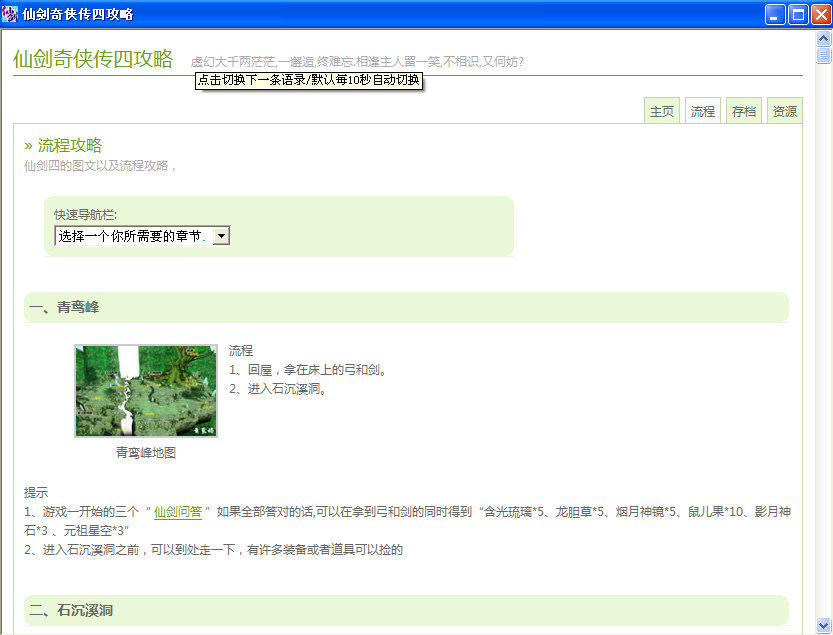 仙剑奇侠传四攻略
仙剑奇侠传四攻略 虚幻大千两茫茫,一邂逅,终难忘.相逢主人留一笑,不相识,又何妨?
点击切换下一条语录/默认每10秒自动切换
主页 流程 存档 资源
» 流程攻略
仙剑四的图文以及流程攻略，
快速导航栏:
选择一个你所需要的章节.
一、青鸾峰
流程
1、回屋，拿在床上的弓和剑。
2、进入石沉溪洞。
青鸾峰地图
提示
1、游戏一开始的三个“ 仙剑问答 ”如果全部答对的话,可以在拿到弓和剑的同时得到“含光琉璃*5、龙胆草*5、烟月神镜*5、鼠儿果*10、影月神
石*3 、元祖星空*3”
2、进入石沉溪洞之前，可以到处走一下，有许多装备或者道具可以捡的
二、石沉溪洞